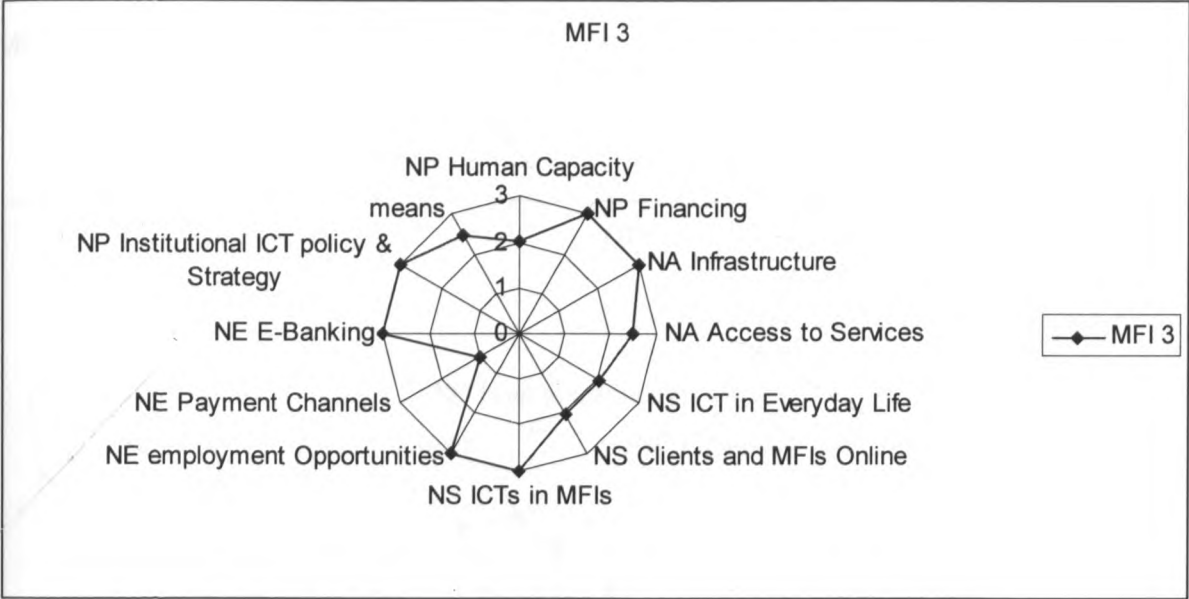 MFI 3
NP Human Capacity
3
means
NP Financing
NP Institutional ICT policy &
Strategy
2
NA Infrastructure
1
NE E-Banking
0
NA Access to Services
MFI 3
NE Payment Channels
NS ICT in Everyday Life
NE employment Opportunities
NS Clients and MFIs Online
NS ICTs in MFIs